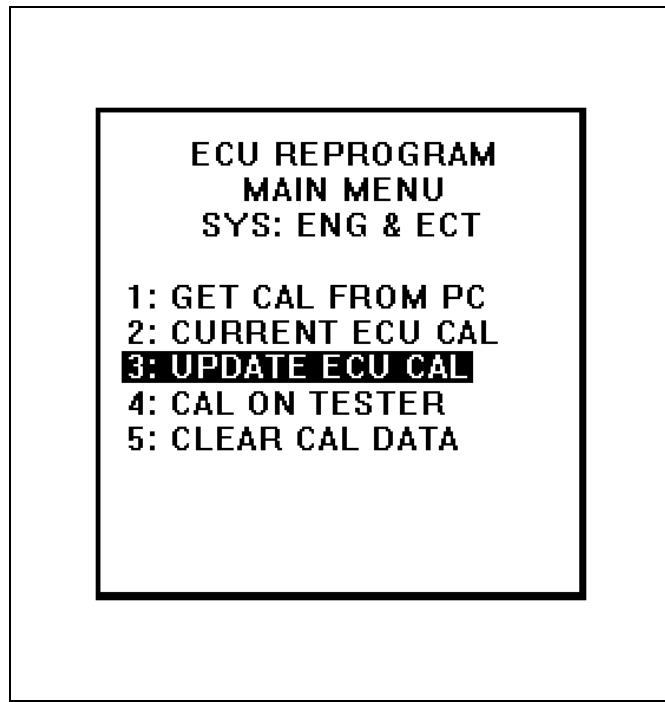 ECU REPROGRAM
MAIN MENU
SYS: ENG & ECT
1: GET CAL FROM PC
2: CURRENT ECU CAL
3: UPDATE ECU CAL
4: CAL ON TESTER
5: CLEAR CAL DATA